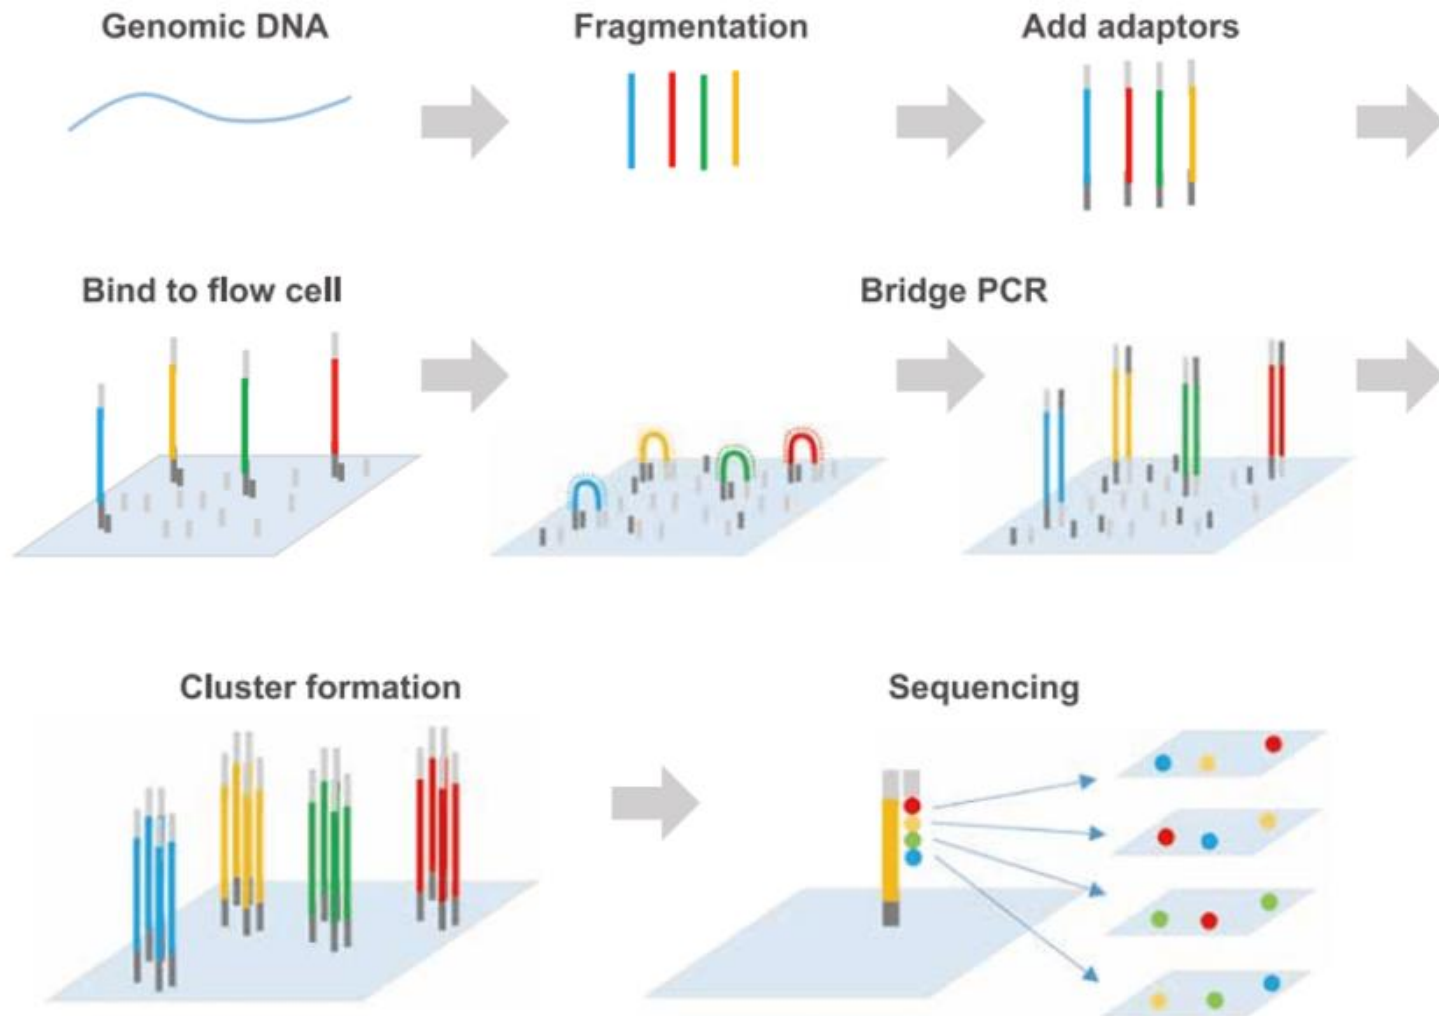 Genomic DNA
Fragmentation
Add adaptors
Bind to flow cell
Bridge PCR
Cluster formation
Sequencing